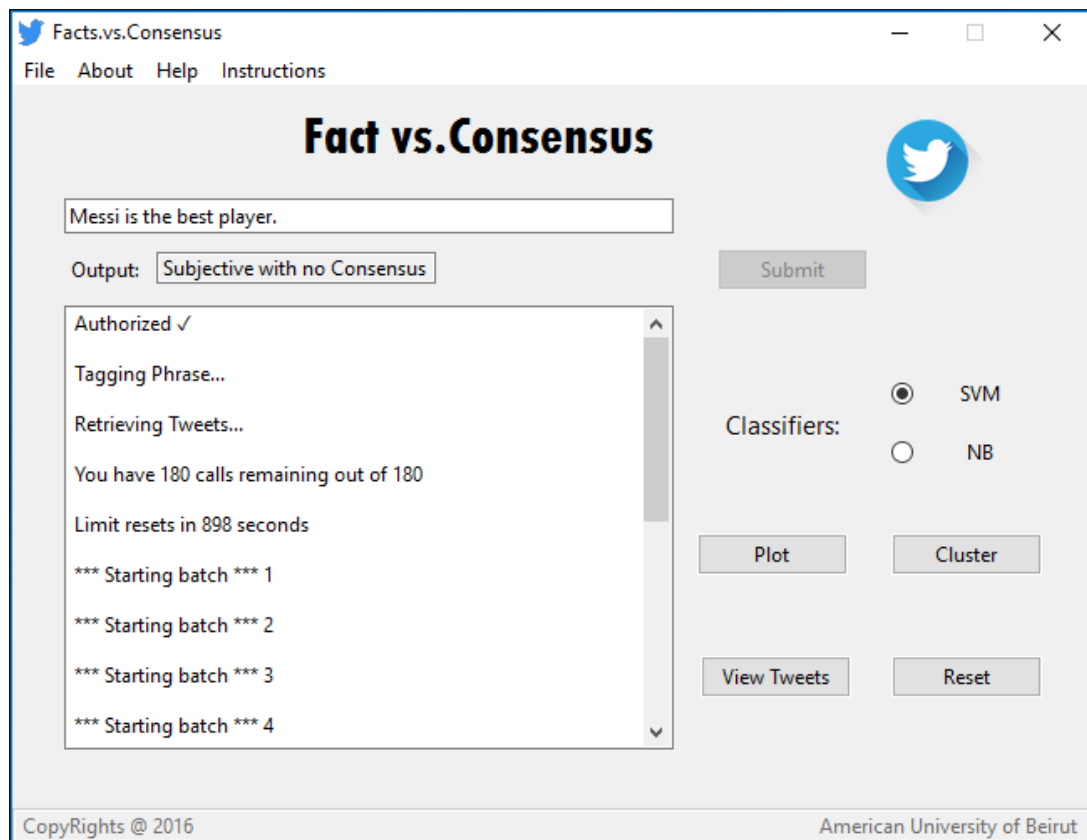 Facts.vs.Consensus
File About Help Instructions
Fact vs.Consensus
Messi is the best player.
Output: Subjective with no Consensus
Submit
Authorized ✓
Tagging Phrase...
Retrieving Tweets...
You have 180 calls remaining out of 180
Limit resets in 898 seconds
*** Starting batch *** 1
*** Starting batch *** 2
*** Starting batch *** 3
*** Starting batch *** 4
Classifiers:
SVM
NB
Plot Cluster
View Tweets Reset
CopyRights @ 2016 American University of Beirut